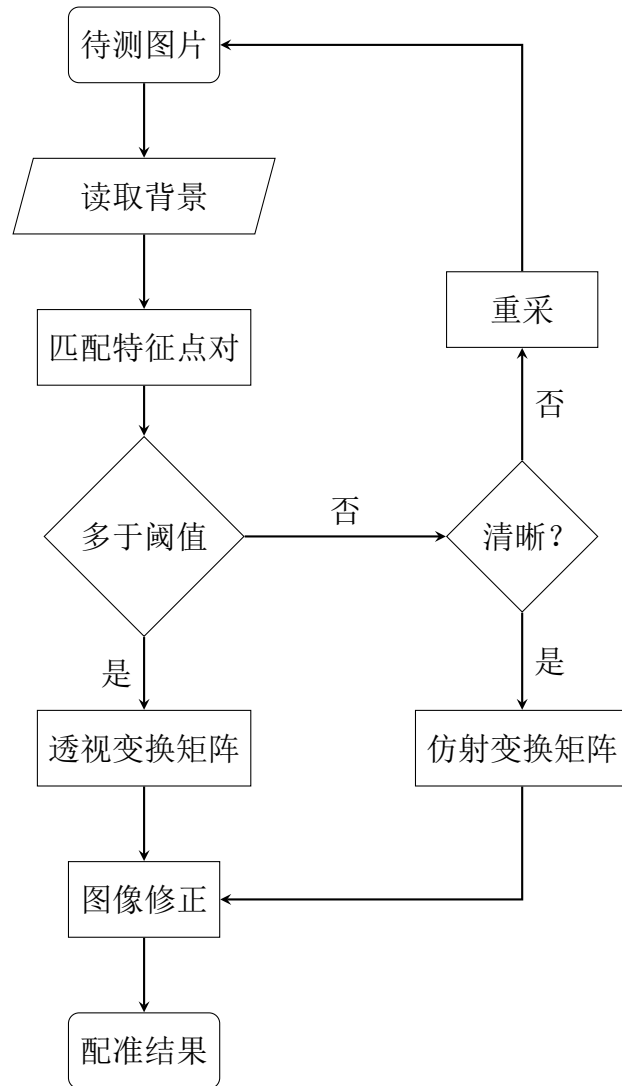 待测图片
读取背景
重采
匹配特征点对
否
多于阈值
否
清晰？
是
是
透视变换矩阵
仿射变换矩阵
图像修正
配准结果